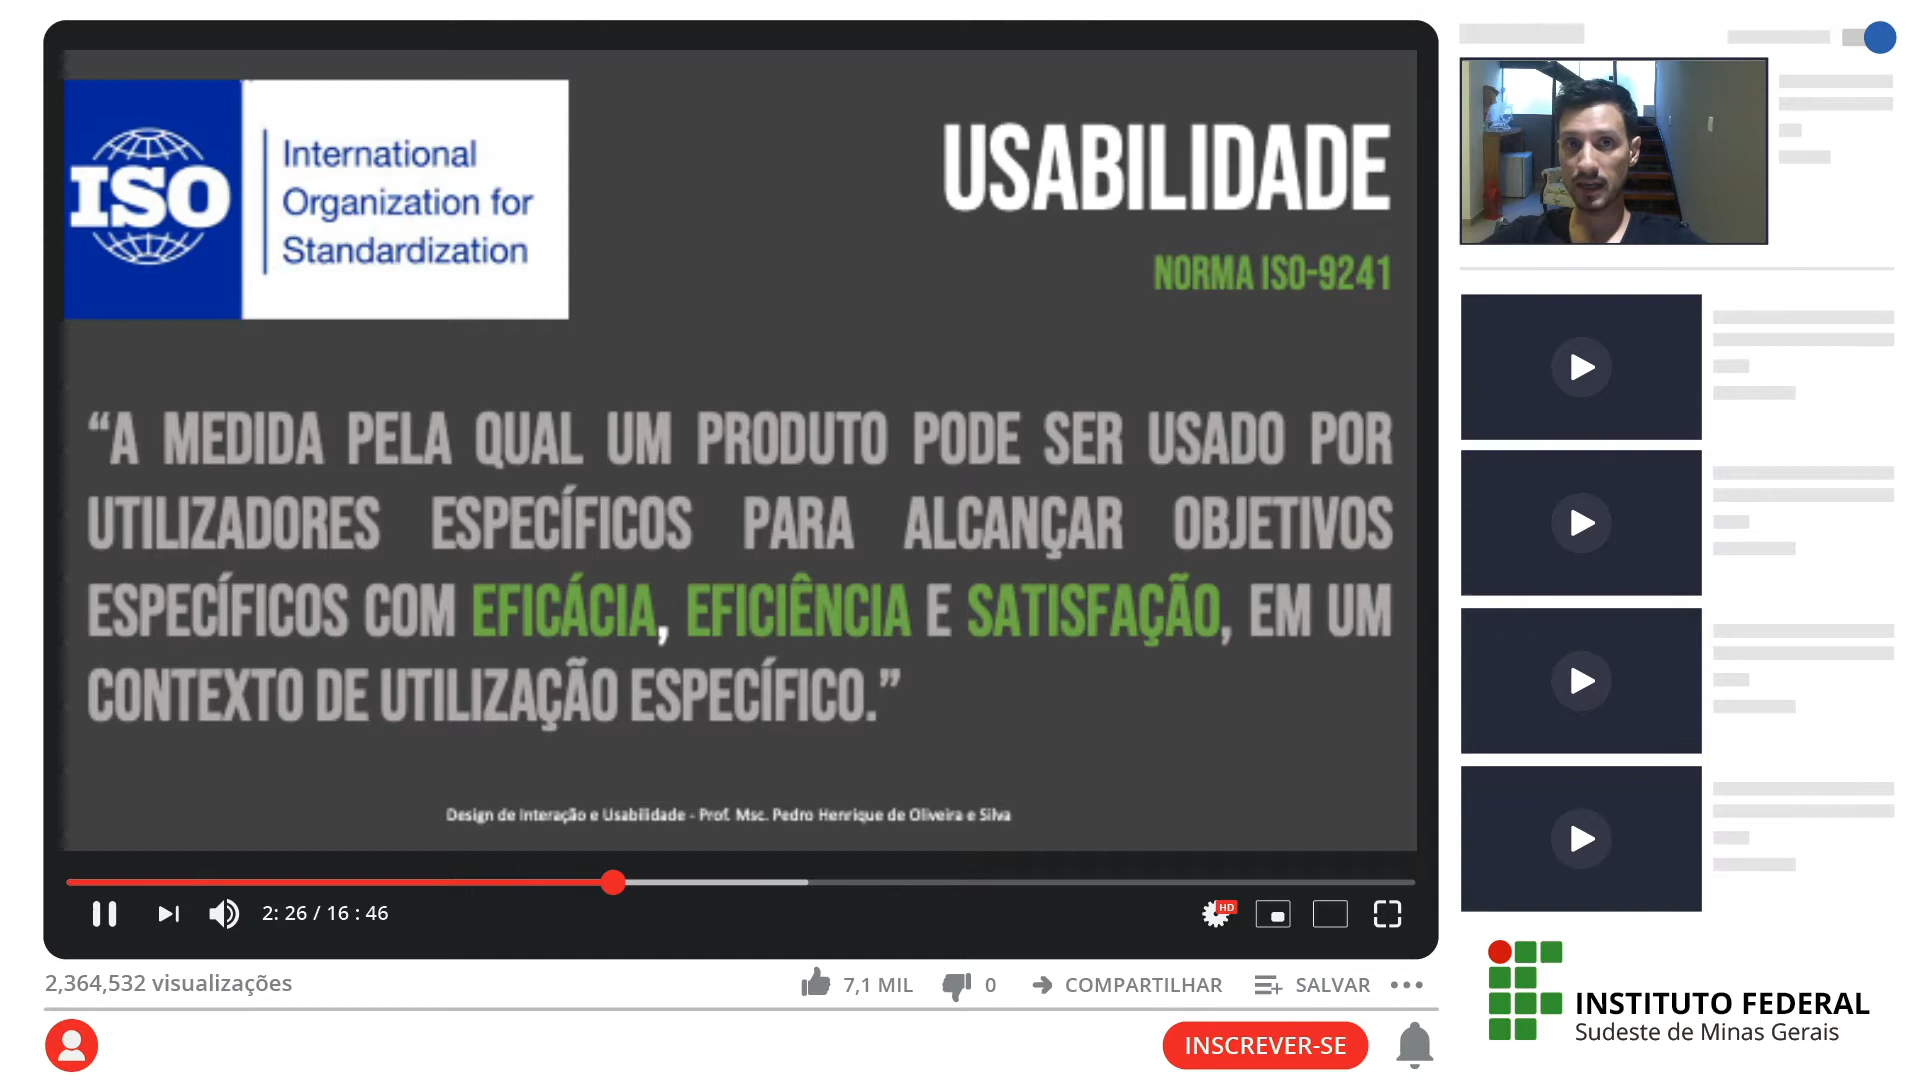 ISO
International
Organization for
Standardization
USABILIDADE
NORMA ISO-9241
“A MEDIDA PELA QUAL UM PRODUTO PODE SER USADO POR
UTILIZADORES ESPECÍFICOS PARA ALCANÇAR OBJETIVOS
ESPECÍFICOS COM EFICÁCIA, EFICIÊNCIA E SATISFAÇÃO, EM UM
CONTEXTO DE UTILIZAÇÃO ESPECÍFICO.”
Design de Interação e Usabilidade - Prof. Msc. Pedro Henrique de Oliveira e Silva
2: 26 / 16 : 46
HD
2,364,532 visualizações
7,1 MIL
0
COMPARTILHAR
SALVAR
INSCREVER-SE
INSTITUTO FEDERAL
Sudeste de Minas Gerais